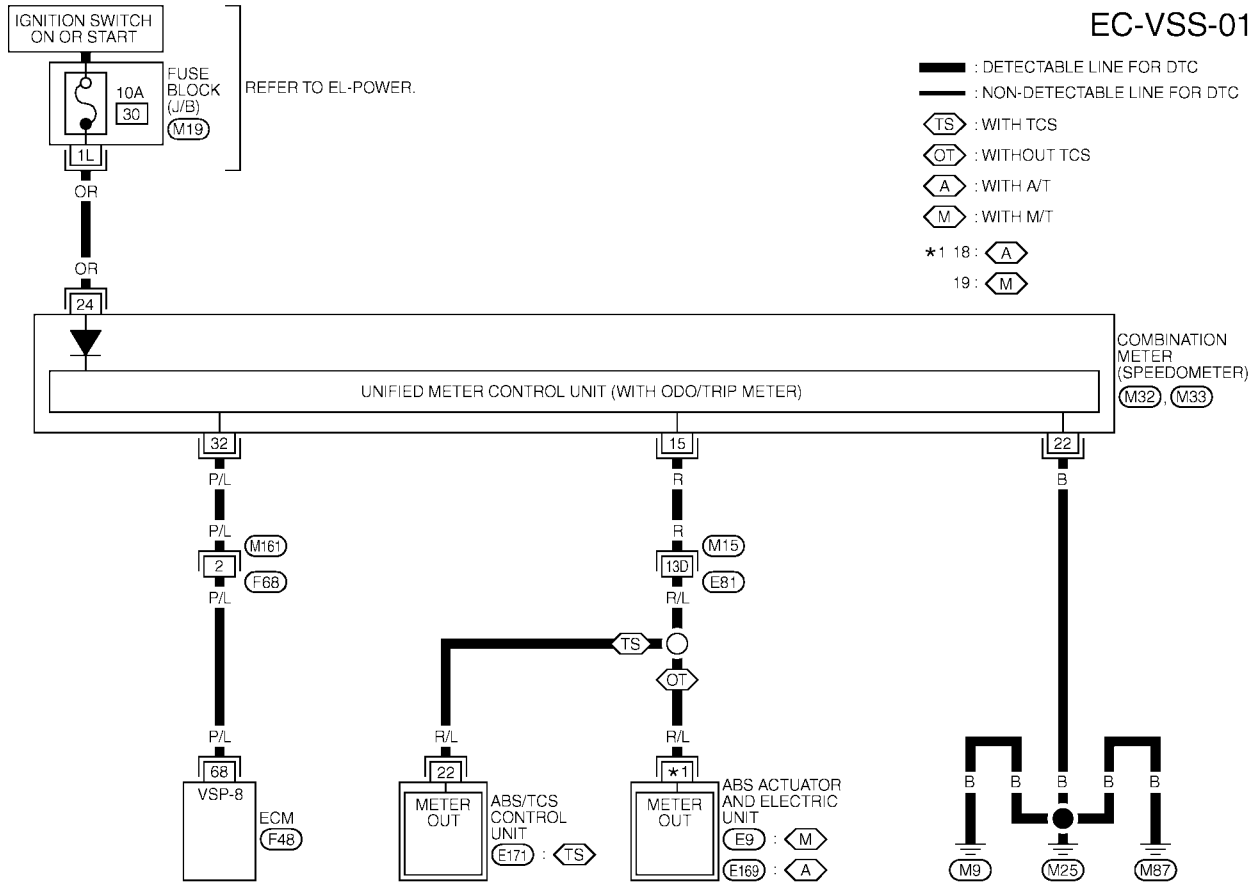 EC-VSS-01
IGNITION SWITCH
ON OR START
FUSE
BLOCK
(J/B)
M19
10A
30
REFER TO EL-POWER.
1L
OR
OR
24
: DETECTABLE LINE FOR DTC
: NON-DETECTABLE LINE FOR DTC
TS : WITH TCS
OT : WITHOUT TCS
A : WITH A/T
M : WITH M/T
*1 18 : A
19 : M
COMBINATION
METER
(SPEEDOMETER)
M32, M33
UNIFIED METER CONTROL UNIT (WITH ODO/TRIP METER)
32
15
22
P/L
R
B
P/L
R
M161
M15
2
13D
F68
E81
P/L
R/L
TS
OT
P/L
R/L
R/L
68
22
*1
VSP-8
ECM
F48
METER
OUT
ABS/TCS
CONTROL
UNIT
E171 : TS
METER
OUT
ABS ACTUATOR
AND ELECTRIC
UNIT
E9 : M
E169 : A
B
B
B
B
B
M9
M25
M87